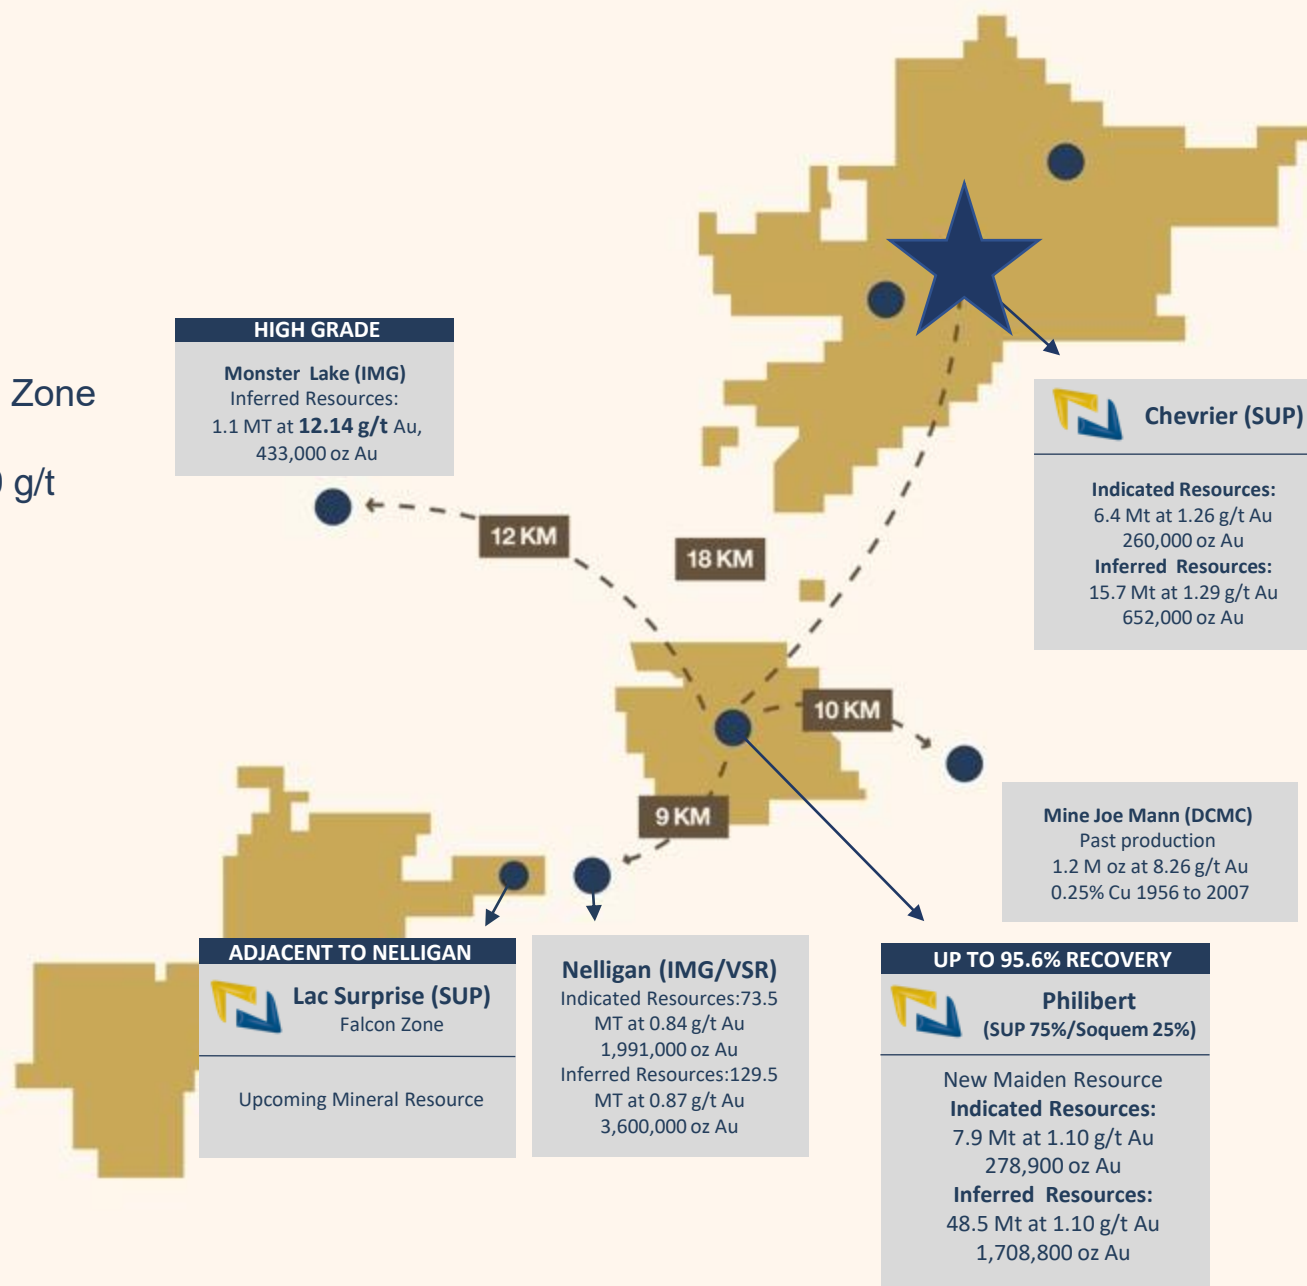 HIGH GRADE
Monster Lake (IMG)
Inferred Resources:
1.1 MT at 12.14 g/t Au,
433,000 oz Au
Zone
g/t
12 KM
18 KM
Chevrier (SUP)
Indicated Resources:
6.4 Mt at 1.26 g/t Au
260,000 oz Au
Inferred Resources:
15.7 Mt at 1.29 g/t Au
652,000 oz Au
10 KM
9 KM
Mine Joe Mann (DCMC)
Past production
1.2 M oz at 8.26 g/t Au
0.25% Cu 1956 to 2007
ADJACENT TO NELLIGAN
Lac Surprise (SUP)
Falcon Zone
Upcoming Mineral Resource
Nelligan (IMG/VSR)
Indicated Resources:73.5
MT at 0.84 g/t Au
1,991,000 oz Au
Inferred Resources:129.5
MT at 0.87 g/t Au
3,600,000 oz Au
UP TO 95.6% RECOVERY
Philibert
(SUP 75%/Soquem 25%)
New Maiden Resource
Indicated Resources:
7.9 Mt at 1.10 g/t Au
278,900 oz Au
Inferred Resources:
48.5 Mt at 1.10 g/t Au
1,708,800 oz Au